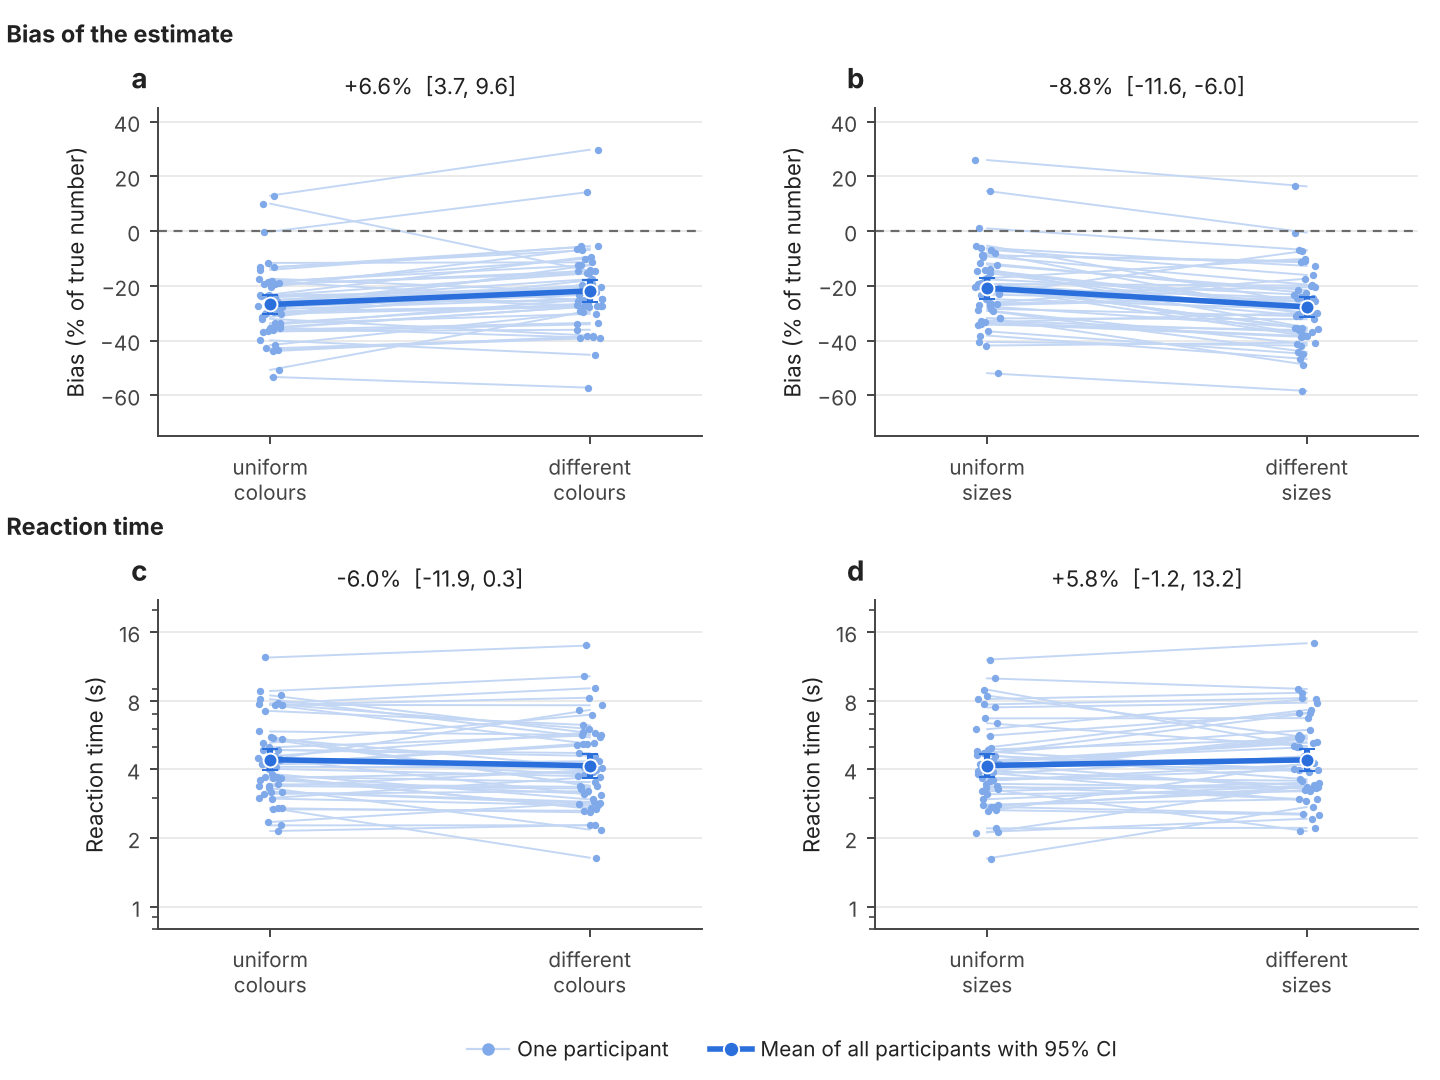 Bias of the estimate
a
+6.6% [3.7, 9.6]
Bias (% of true number)
40
20
0
−20
−40
−60
uniform
colours
different
colours
b
-8.8% [-11.6, -6.0]
Bias (% of true number)
40
20
0
−20
−40
−60
uniform
sizes
different
sizes
Reaction time
c
-6.0% [-11.9, 0.3]
Reaction time (s)
16
8
4
2
1
uniform
colours
different
colours
d
+5.8% [-1.2, 13.2]
Reaction time (s)
16
8
4
2
1
uniform
sizes
different
sizes
One participant
Mean of all participants with 95% CI